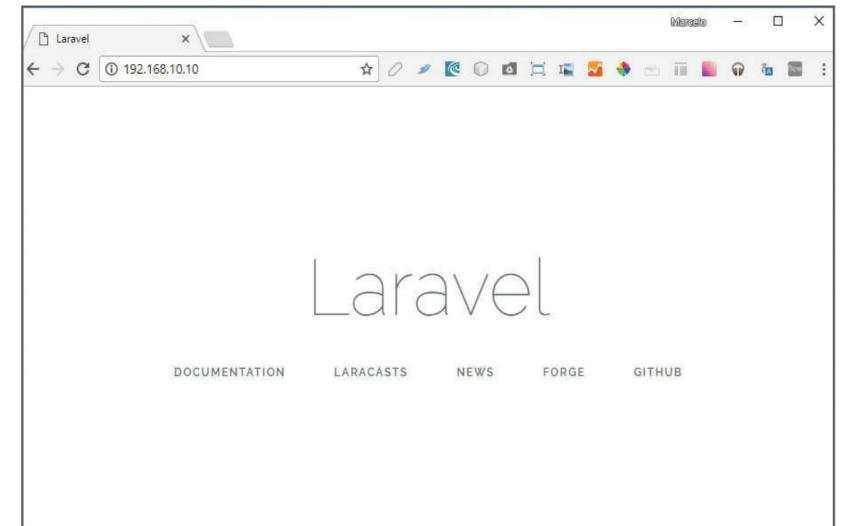 Marcelo
Laravel
192.168.10.10
Laravel
DOCUMENTATION LARACASTS NEWS FORGE GITHUB